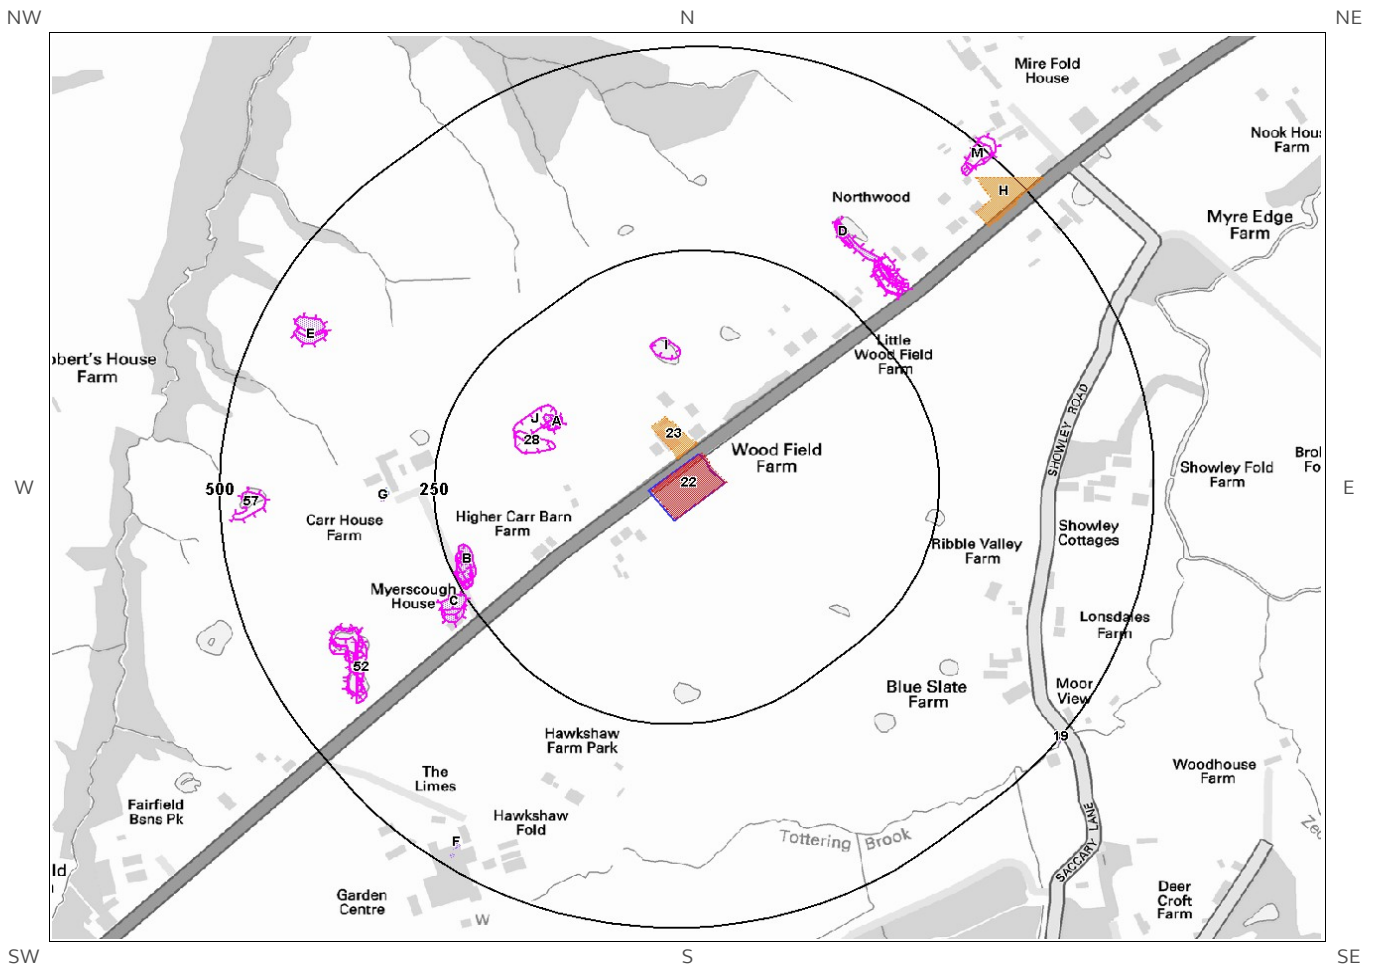 NW
N
NE
Mire Fold
House
Nook Hou
Farm
M
H
Northwood
Myre Edge
Farm
D
E
I
Little
Wood Field
Farm
obert's House
Farm
J
A
28
23
SHOWLEY ROAD
Wood Field
Farm
Showley Fold
Farm
Bro
Fo
W
500
250
22
E
57
G
Carr House
Farm
Higher Carr Barn
Farm
Showley
Cottages
Ribble Valley
Farm
B
Myerscough
House
C
Lonsdales
Farm
52
Blue Slate
Farm
Moor
View
19
Hawkshaw
Farm Park
The
Limes
Woodhouse
Farm
Fairfield
Bsns Pk
Hawkshaw
Fold
Tottering Brook
SACCARY LANE
Zed
F
ld
Garden
Centre
W
Deer
Croft
Farm
SW
S
SE